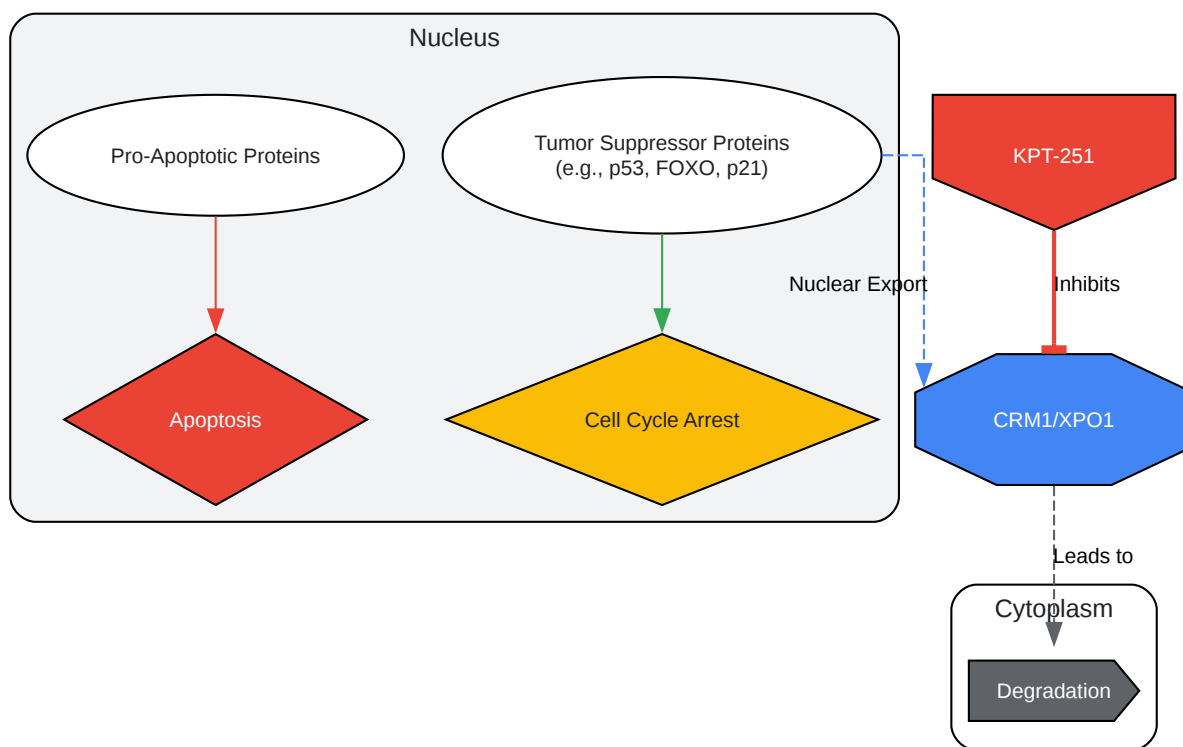 Nucleus
Pro-Apoptotic Proteins
Tumor Suppressor Proteins
(e.g., p53, FOXO, p21)
KPT-251
Nuclear Export
Inhibits
Apoptosis
Cell Cycle Arrest
CRM1/XPO1
Leads to
Cytoplasm
Degradation